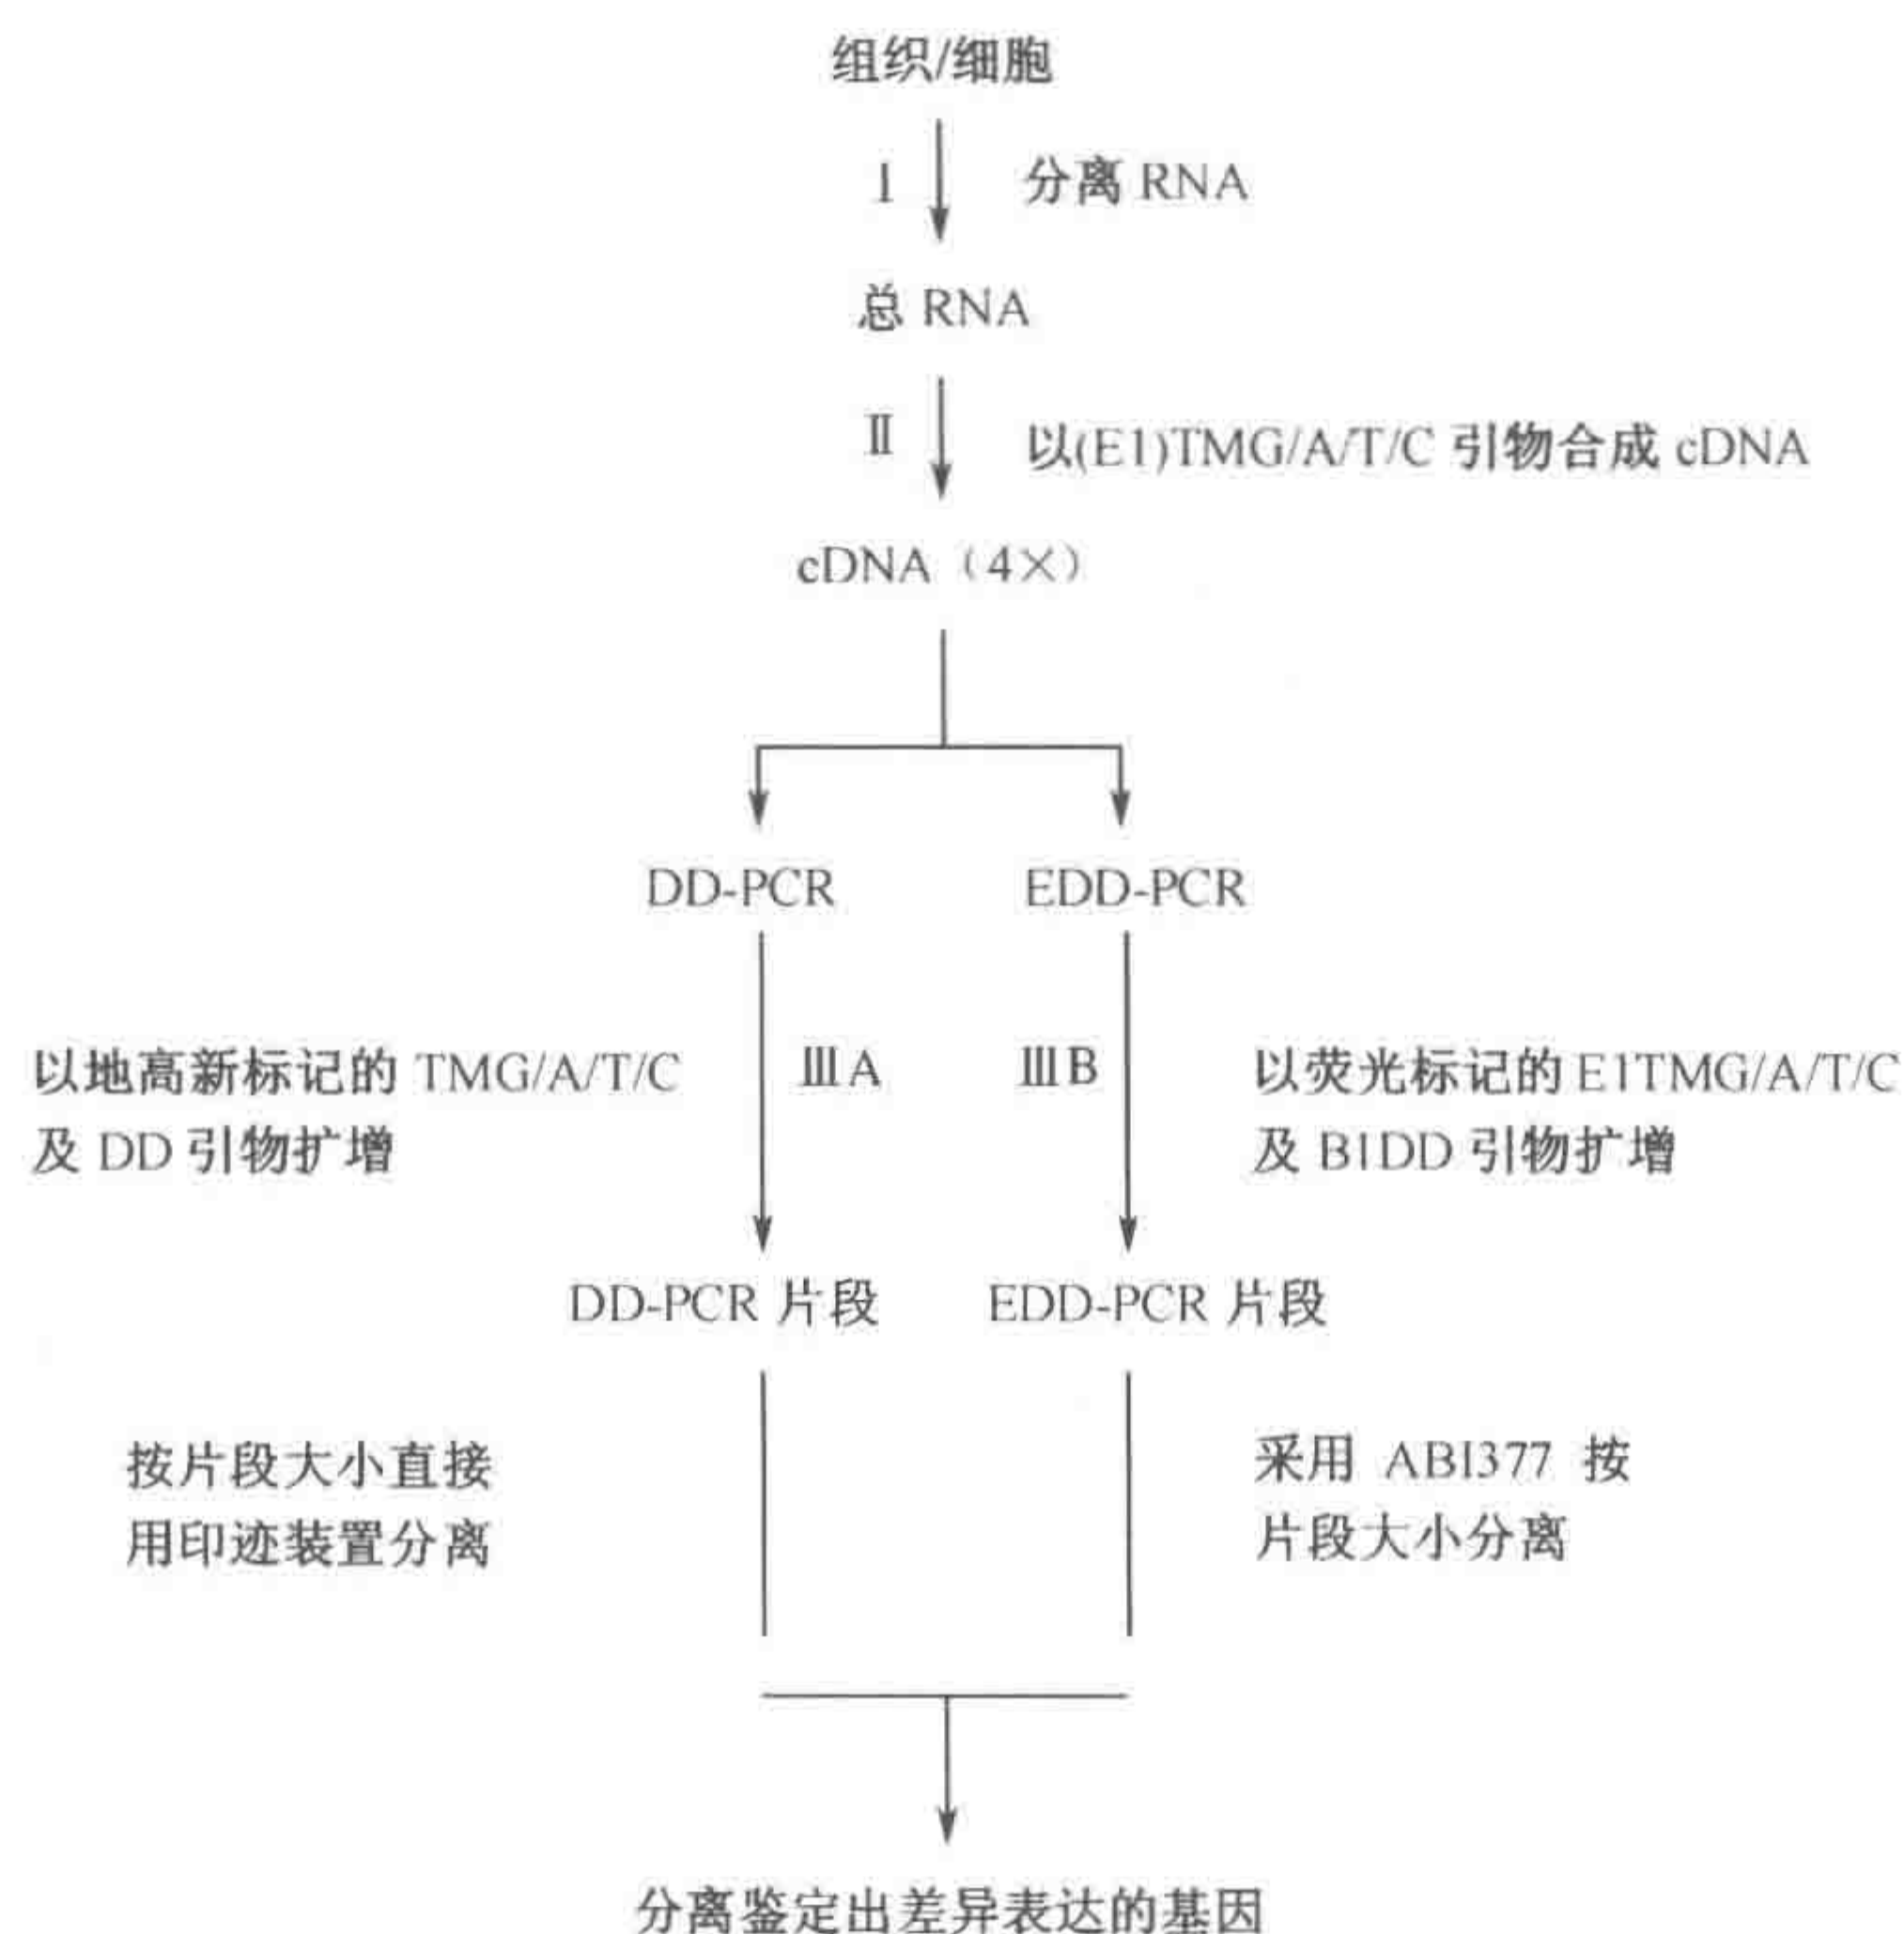 组织/细胞
Ⅰ 分离 RNA
总 RNA
Ⅱ 以(E1)TMG/A/T/C 引物合成 cDNA
cDNA（4×）
DD-PCR EDD-PCR
以地高新标记的 TMG/A/T/C
及 DD 引物扩增
ⅢA ⅢB
以荧光标记的 E1TMG/A/T/C
及 B1DD 引物扩增
DD-PCR 片段 EDD-PCR 片段
按片段大小直接
用印迹装置分离
采用 ABI377 按
片段大小分离
分离鉴定出差异表达的基因